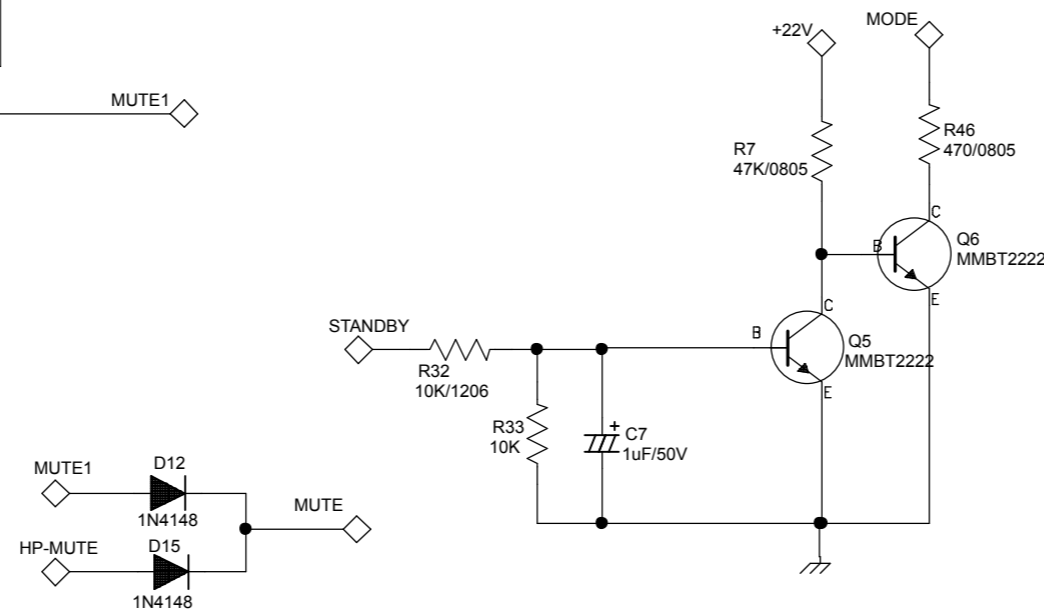 MUTE1
+22V
MODE
R7
47K/0805
R46
470/0805
C
B
Q6
MMBT2222
E
STANDBY
R32
10K/1206
C
B
Q5
MMBT2222
E
R33
10K
+
C7
1uF/50V
MUTE1
D12
1N4148
MUTE
HP-MUTE
D15
1N4148